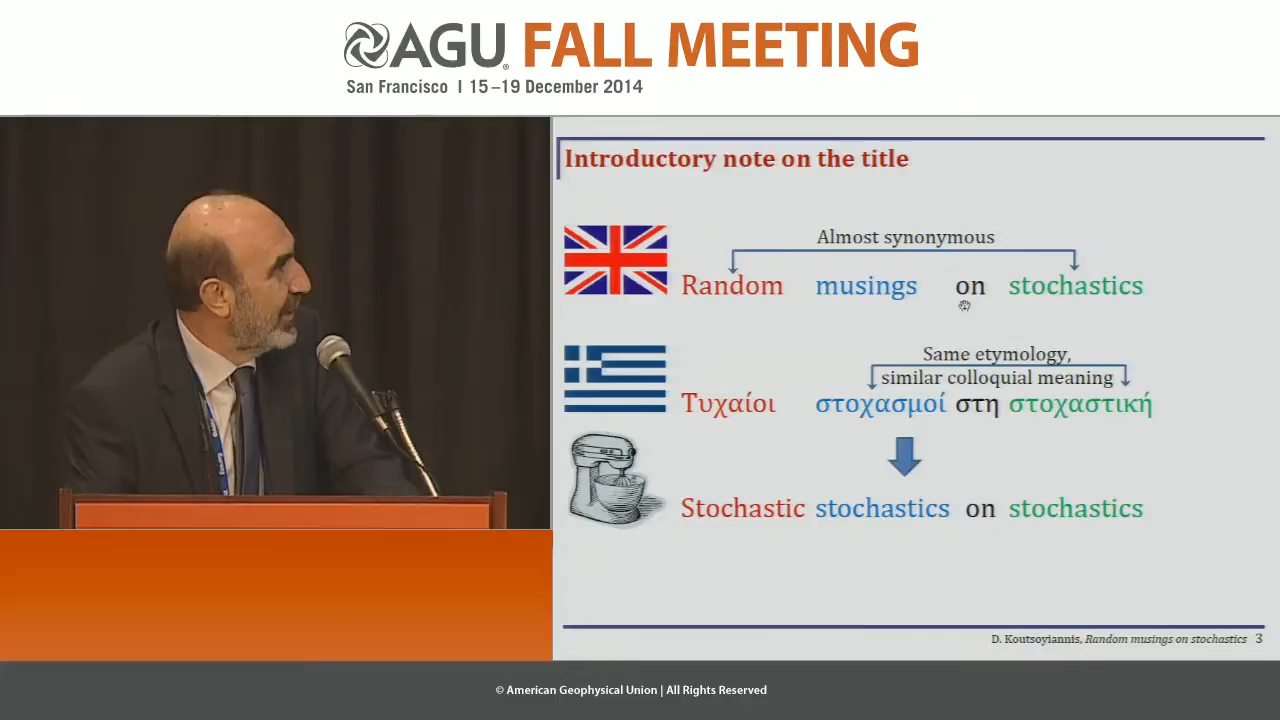 AGU FALL MEETING
San Francisco | 15–19 December 2014
Introductory note on the title
Almost synonymous
Random musings on stochastics
Same etymology,
similar colloquial meaning
Τυχαίοι στοχασμοί στη στοχαστική
Stochastic stochastics on stochastics
D. Koutsoyiannis, Random musings on stochastics 3
© American Geophysical Union | All Rights Reserved